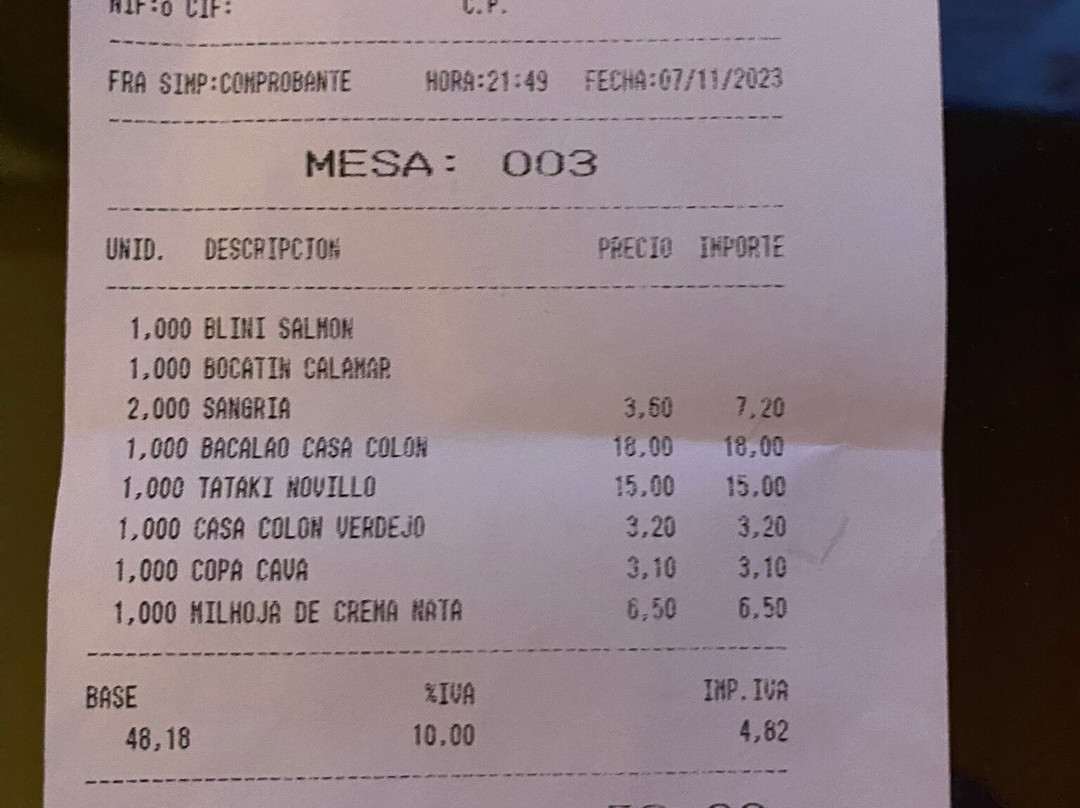 NIF:o CIF: C.P.
FRA SIMP:COMPROBANTE HORA:21:49 FECHA:07/11/2023
MESA: 003
UNID. DESCRIPCION PRECIO IMPORTE
1,000 BLINI SALMON
1,000 BOCATIN CALAMAR
2,000 SANGRIA 3,60 7,20
1,000 BACALAO CASA COLON 18,00 18,00
1,000 TATAKI NOVILLO 15,00 15,00
1,000 CASA COLON VERDEJO 3,20 3,20
1,000 COPA CAVA 3,10 3,10
1,000 MILHOJA DE CREMA NATA 6,50 6,50
BASE %IVA IMP.IVA
48,18 10,00 4,82